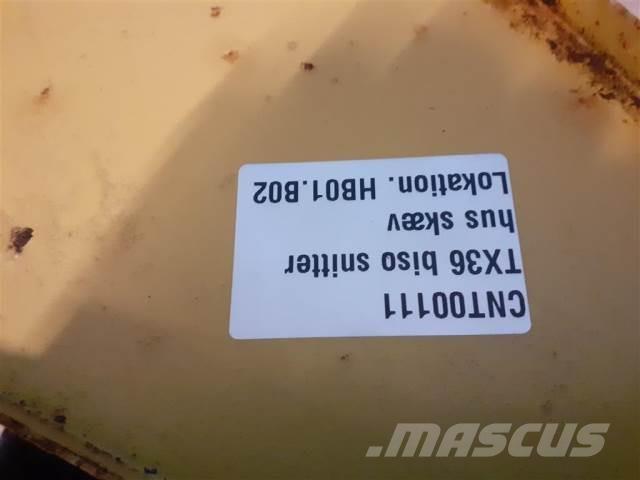 CNT00111
TX36 biso snitter
hus skæv
Lokation. HB01.B02
.MASCUS